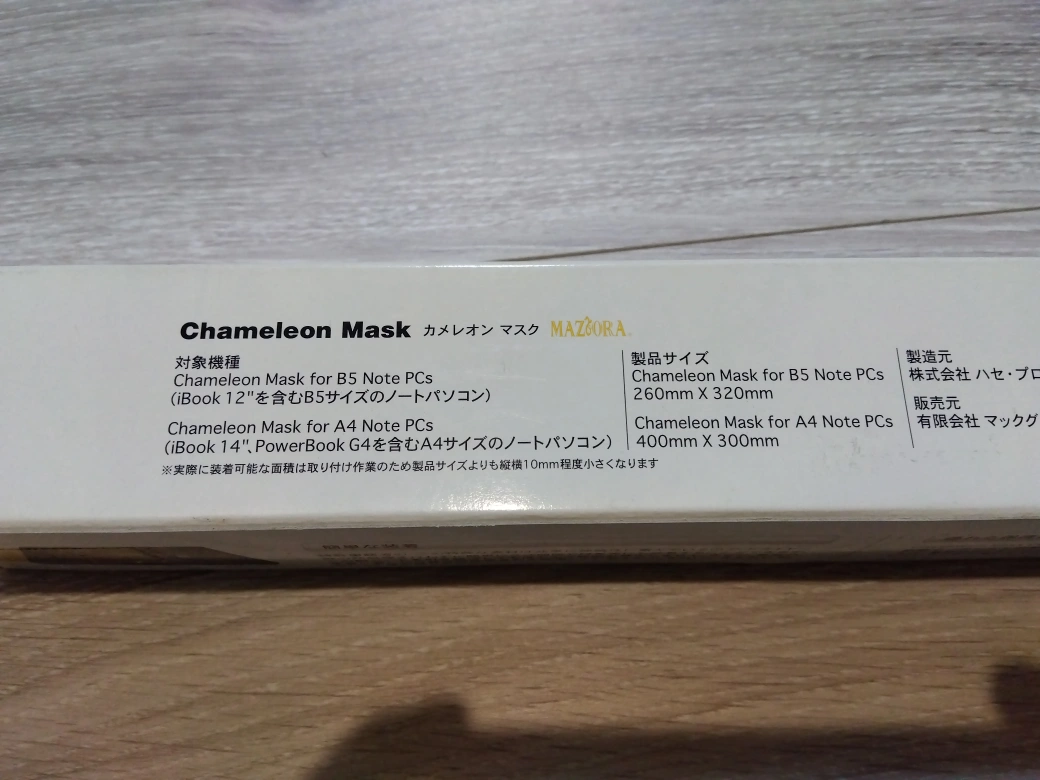 Chameleon Mask カメレオン マスク MAZIORA
対象機種
Chameleon Mask for B5 Note PCs
(iBook 12"を含むB5サイズのノートパソコン)
Chameleon Mask for A4 Note PCs
(iBook 14"、PowerBook G4を含むA4サイズのノートパソコン)
※実際に装着可能な面積は取り付け作業のため製品サイズよりも縦横10mm程度小さくなります
製品サイズ
Chameleon Mask for B5 Note PCs
260mm X 320mm
Chameleon Mask for A4 Note PCs
400mm X 300mm
製造元
株式会社 ハセ・プロ
販売元
有限会社 マックグ
簡単な装着